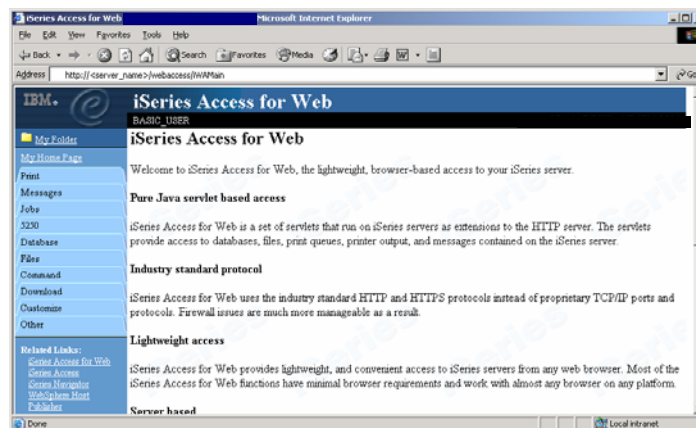 iSeries Access for Web Microsoft Internet Explorer
File Edit View Favorites Tools Help
Back Search Favorites Media
Address http://<server_name>/webaccess/iWAMain Go
IBM. iSeries Access for Web
BASIC_USER
My Folder
My Home Page
Print
Messages
Jobs
5250
Database
Files
Command
Download
Customize
Other
Related Links:
iSeries Access for Web
iSeries Access
iSeries Navigator
WebSphere Host
Publisher
iSeries Access for Web
Welcome to iSeries Access for Web, the lightweight, browser-based access to your iSeries server.
Pure Java servlet based access
iSeries Access for Web is a set of servlets that run on iSeries servers as extensions to the HTTP server. The servlets
provide access to databases, files, print queues, printer output, and messages contained on the iSeries server.
Industry standard protocol
iSeries Access for Web uses the industry standard HTTP and HTTPS protocols instead of proprietary TCP/IP ports and
protocols. Firewall issues are much more manageable as a result.
Lightweight access
iSeries Access for Web provides lightweight, and convenient access to iSeries servers from any web browser. Most of the
iSeries Access for Web functions have minimal browser requirements and work with almost any browser on any platform.
Server based
Done Local intranet